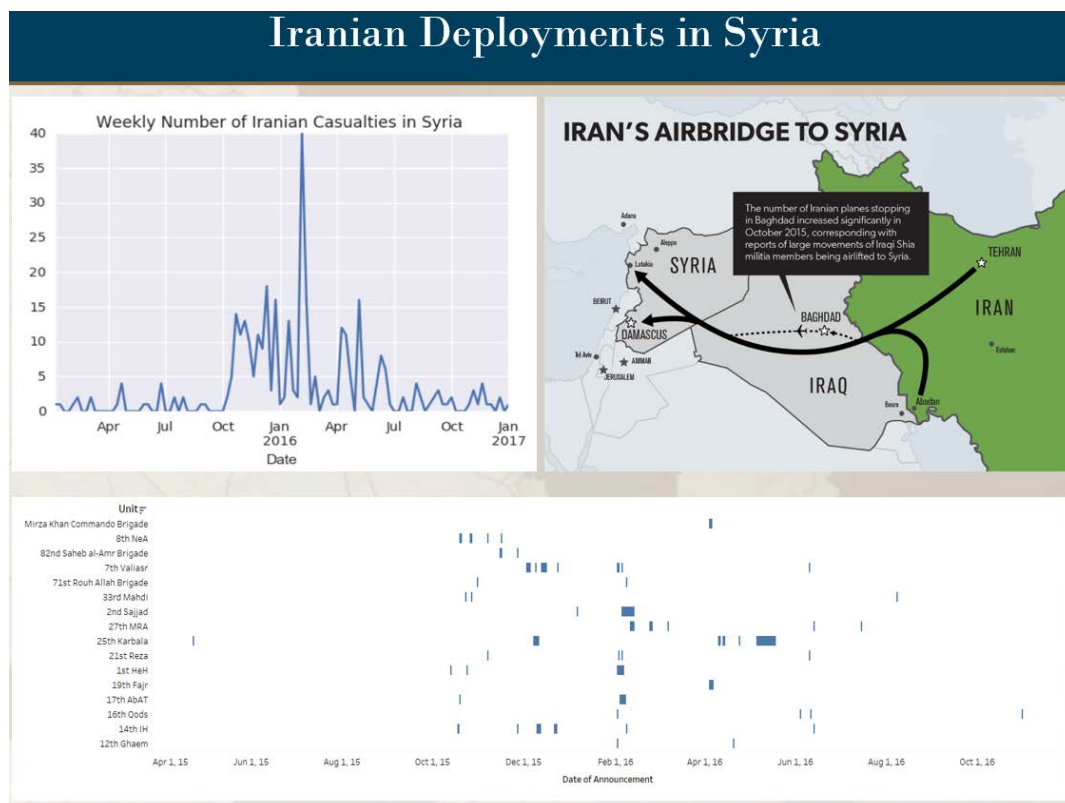 Iranian Deployments in Syria
Weekly Number of Iranian Casualties in Syria
40
35
30
25
20
15
10
5
0
Apr
Jul
Oct
Jan
2016
Apr
Jul
Oct
Jan
2017
Date
IRAN'S AIRBRIDGE TO SYRIA
The number of Iranian planes stopping
in Baghdad increased significantly in
October 2015, corresponding with
reports of large movements of Iraqi Shia
militia members being airlifted to Syria.
Adana
Aleppo
Latakia
SYRIA
TEHRAN
IRAN
BEIRUT
BAGHDAD
DAMASCUS
Tel Aviv
AMMAN
JERUSALEM
Esfahan
IRAQ
Basra
Abadan
Unit
Mirza Khan Commando Brigade
8th NeA
82nd Saheb al-Amr Brigade
7th Valiasr
71st Rouh Allah Brigade
33rd Mahdi
2nd Sajjad
27th MRA
25th Karbala
21st Reza
1st HeH
19th Fajr
17th AbAT
16th Qods
14th IH
12th Ghaem
Apr 1, 15
Jun 1, 15
Aug 1, 15
Oct 1, 15
Dec 1, 15
Feb 1, 16
Apr 1, 16
Jun 1, 16
Aug 1, 16
Oct 1, 16
Date of Announcement